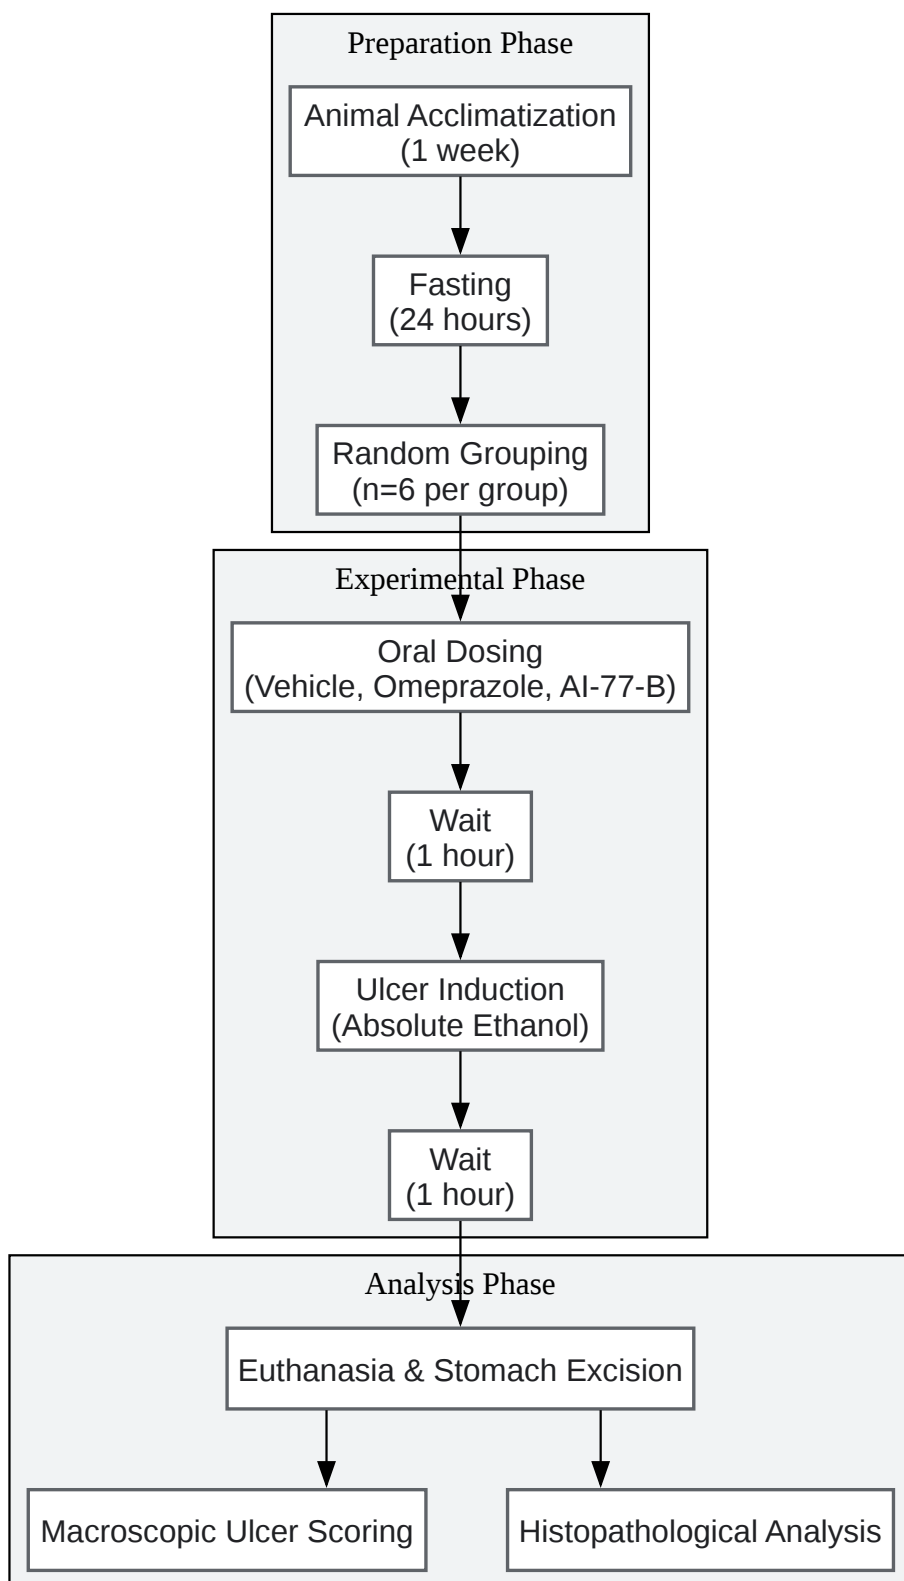 Preparation Phase
Animal Acclimatization
(1 week)
Fasting
(24 hours)
Random Grouping
(n=6 per group)
Experimental Phase
Oral Dosing
(Vehicle, Omeprazole, AI-77-B)
Wait
(1 hour)
Ulcer Induction
(Absolute Ethanol)
Wait
(1 hour)
Analysis Phase
Euthanasia & Stomach Excision
Macroscopic Ulcer Scoring
Histopathological Analysis